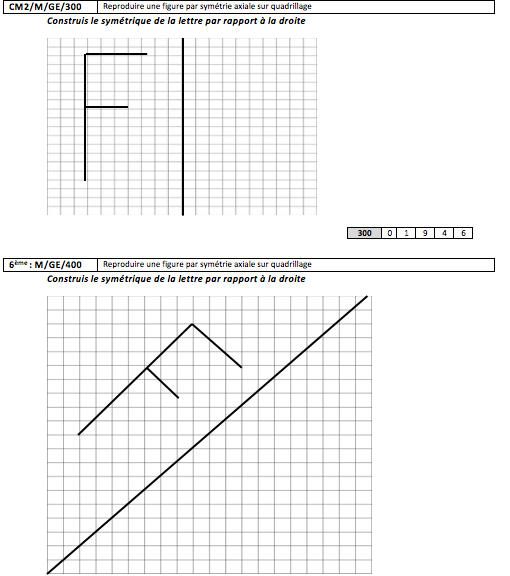 CM2/M/GE/300 Reproduire une figure par symétrie axiale sur quadrillage
Construis le symétrique de la lettre par rapport à la droite
300 0 1 9 4 6
6ème : M/GE/400 Reproduire une figure par symétrie axiale sur quadrillage
Construis le symétrique de la lettre par rapport à la droite